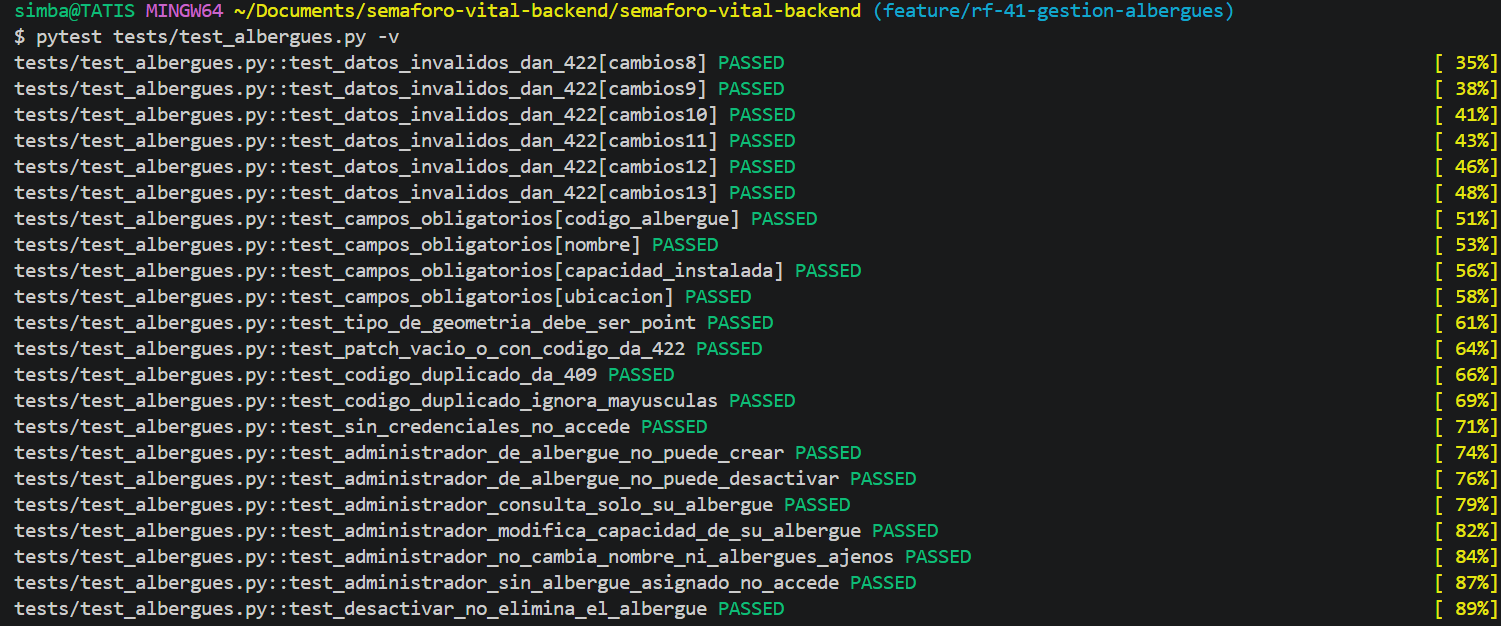 simba@TATIS MINGW64 ~/Documents/semaforo-vital-backend/semaforo-vital-backend (feature/rf-41-gestion-albergues)
$ pytest tests/test_albergues.py -v
tests/test_albergues.py::test_datos_invalidos_dan_422[cambios8] PASSED [ 35%]
tests/test_albergues.py::test_datos_invalidos_dan_422[cambios9] PASSED [ 38%]
tests/test_albergues.py::test_datos_invalidos_dan_422[cambios10] PASSED [ 41%]
tests/test_albergues.py::test_datos_invalidos_dan_422[cambios11] PASSED [ 43%]
tests/test_albergues.py::test_datos_invalidos_dan_422[cambios12] PASSED [ 46%]
tests/test_albergues.py::test_datos_invalidos_dan_422[cambios13] PASSED [ 48%]
tests/test_albergues.py::test_campos_obligatorios[codigo_albergue] PASSED [ 51%]
tests/test_albergues.py::test_campos_obligatorios[nombre] PASSED [ 53%]
tests/test_albergues.py::test_campos_obligatorios[capacidad_instalada] PASSED [ 56%]
tests/test_albergues.py::test_campos_obligatorios[ubicacion] PASSED [ 58%]
tests/test_albergues.py::test_tipo_de_geometria_debe_ser_point PASSED [ 61%]
tests/test_albergues.py::test_patch_vacio_o_con_codigo_da_422 PASSED [ 64%]
tests/test_albergues.py::test_codigo_duplicado_da_409 PASSED [ 66%]
tests/test_albergues.py::test_codigo_duplicado_ignora_mayusculas PASSED [ 69%]
tests/test_albergues.py::test_sin_credenciales_no_accede PASSED [ 71%]
tests/test_albergues.py::test_administrador_de_albergue_no_puede_crear PASSED [ 74%]
tests/test_albergues.py::test_administrador_de_albergue_no_puede_desactivar PASSED [ 76%]
tests/test_albergues.py::test_administrador_consulta_solo_su_albergue PASSED [ 79%]
tests/test_albergues.py::test_administrador_modifica_capacidad_de_su_albergue PASSED [ 82%]
tests/test_albergues.py::test_administrador_no_cambia_nombre_ni_albergues_ajenos PASSED [ 84%]
tests/test_albergues.py::test_administrador_sin_albergue_asignado_no_accede PASSED [ 87%]
tests/test_albergues.py::test_desactivar_no_elimina_el_albergue PASSED [ 89%]